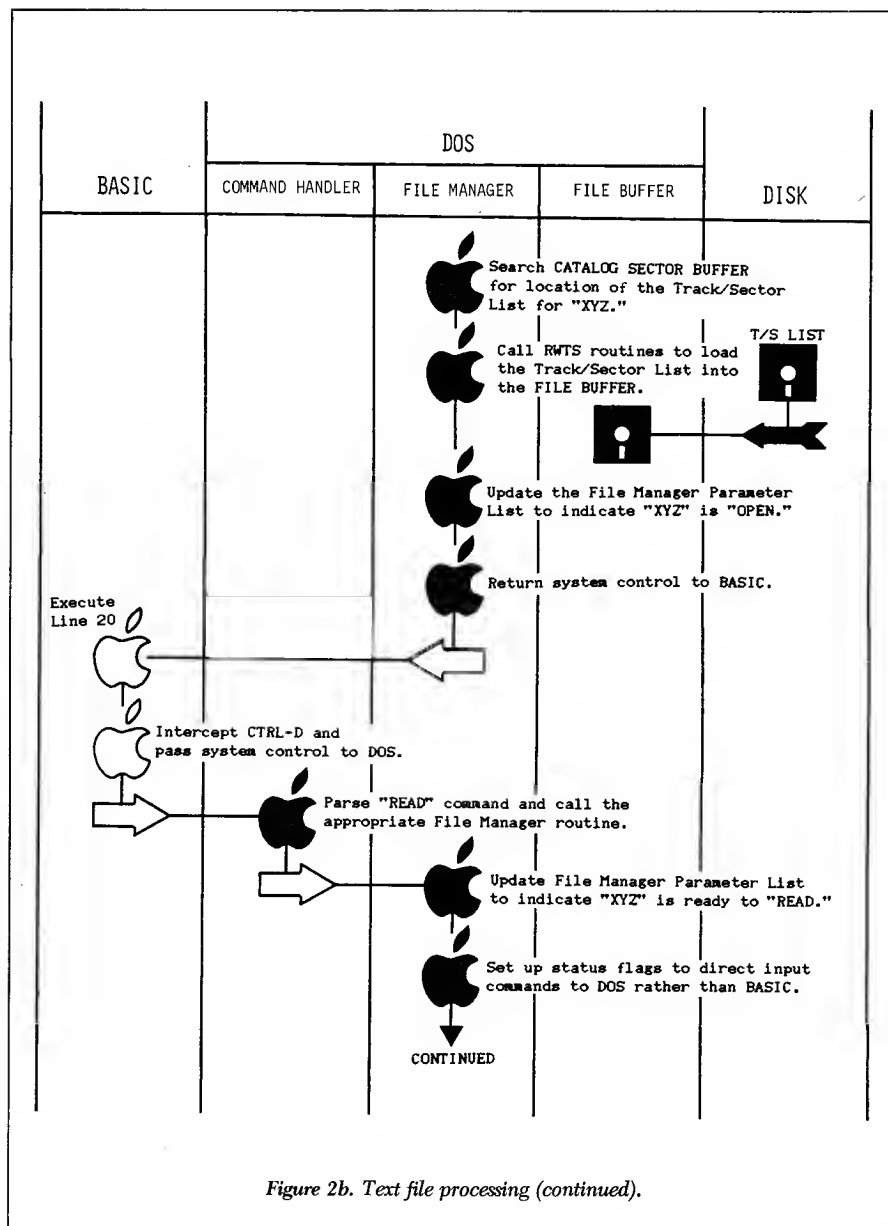 DOS
BASIC
COMMAND HANDLER
FILE MANAGER
FILE BUFFER
DISK
Search CATALOG SECTOR BUFFER
for location of the Track/Sector
List for "XYZ."
T/S LIST
Call RWTS routines to load
the Track/Sector List into
the FILE BUFFER.
Update the File Manager Parameter
List to indicate "XYZ" is "OPEN."
Return system control to BASIC.
Execute
Line 20
Intercept CTRL-D and
pass system control to DOS.
Parse "READ" command and call the
appropriate File Manager routine.
Update File Manager Parameter List
to indicate "XYZ" is ready to "READ."
Set up status flags to direct input
commands to DOS rather than BASIC.
CONTINUED
Figure 2b. Text file processing (continued).